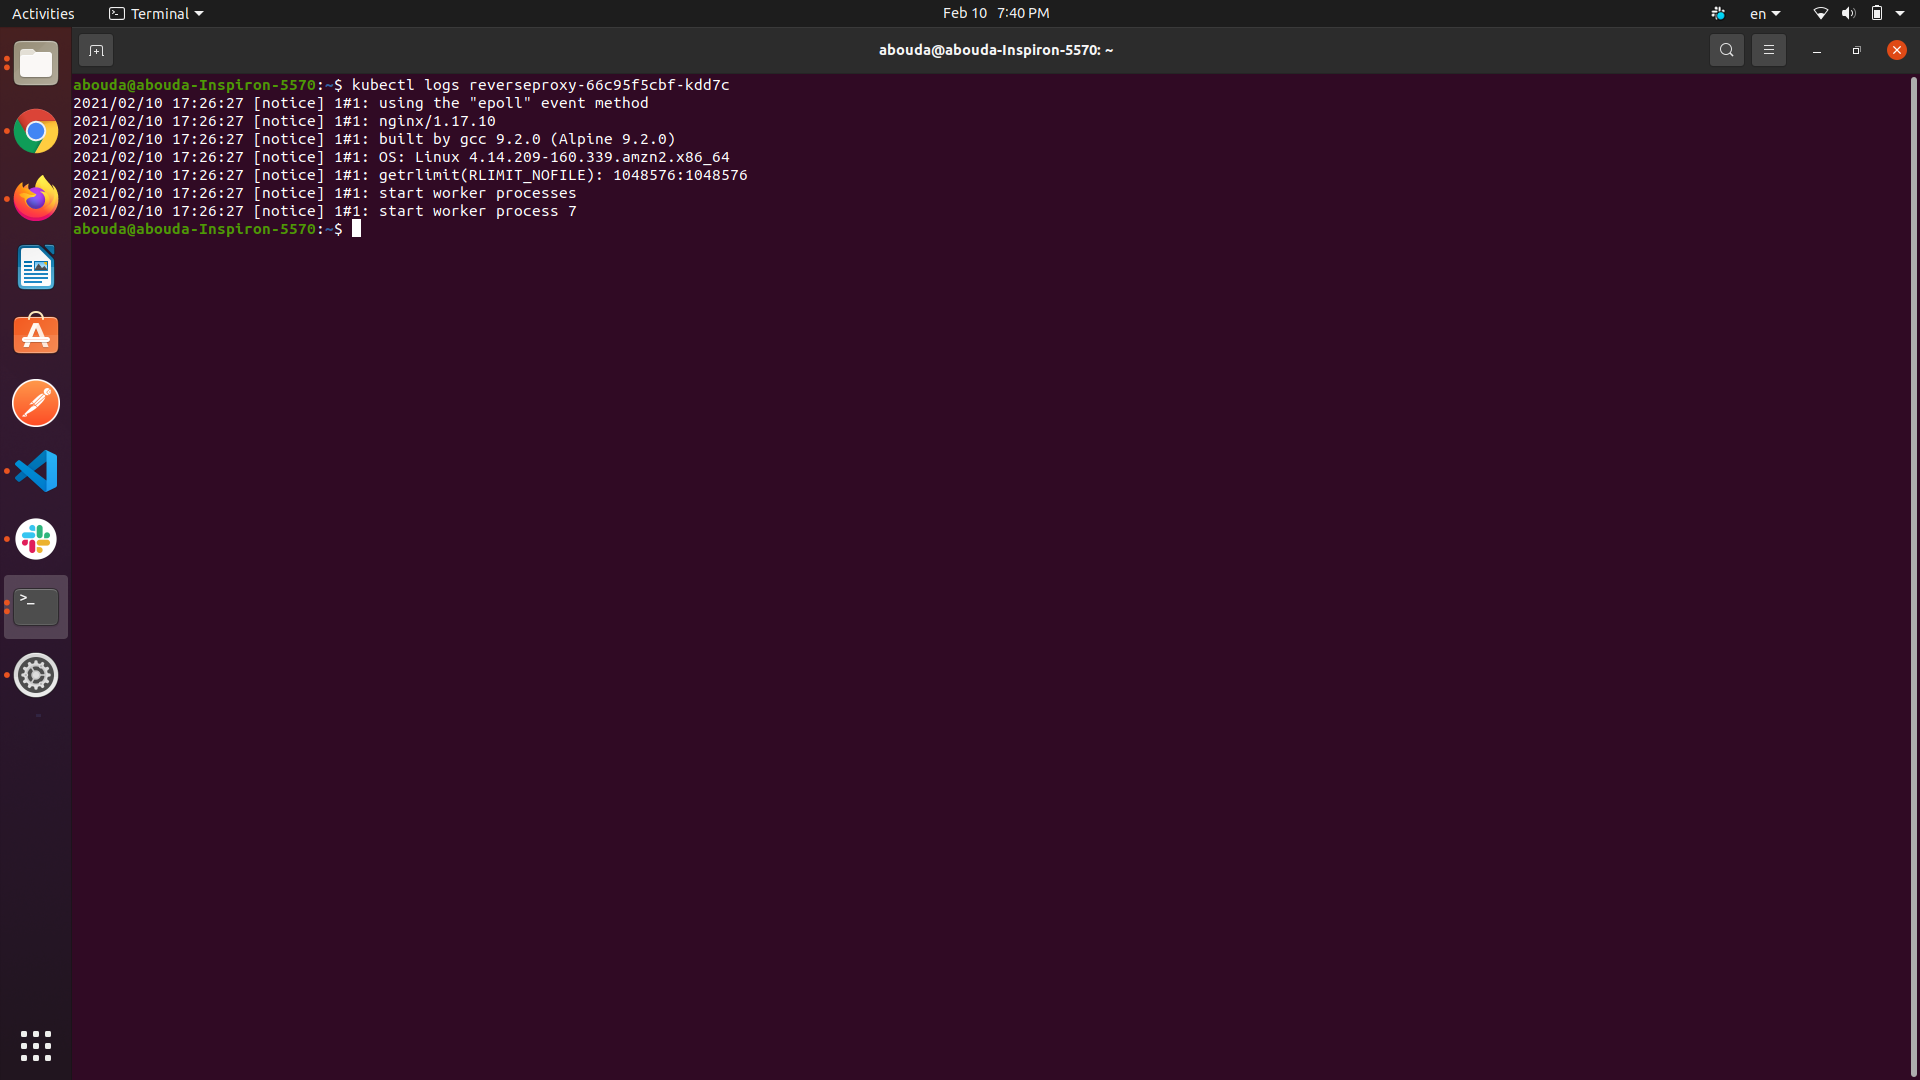 Activities
Terminal
Feb 10 7:40 PM
en
abouda@abouda-Inspiron-5570: ~
abouda@abouda-Inspiron-5570:~$ kubectl logs reverseproxy-66c95f5cbf-kdd7c
2021/02/10 17:26:27 [notice] 1#1: using the "epoll" event method
2021/02/10 17:26:27 [notice] 1#1: nginx/1.17.10
2021/02/10 17:26:27 [notice] 1#1: built by gcc 9.2.0 (Alpine 9.2.0)
2021/02/10 17:26:27 [notice] 1#1: OS: Linux 4.14.209-160.339.amzn2.x86_64
2021/02/10 17:26:27 [notice] 1#1: getrlimit(RLIMIT_NOFILE): 1048576:1048576
2021/02/10 17:26:27 [notice] 1#1: start worker processes
2021/02/10 17:26:27 [notice] 1#1: start worker process 7
abouda@abouda-Inspiron-5570:~$